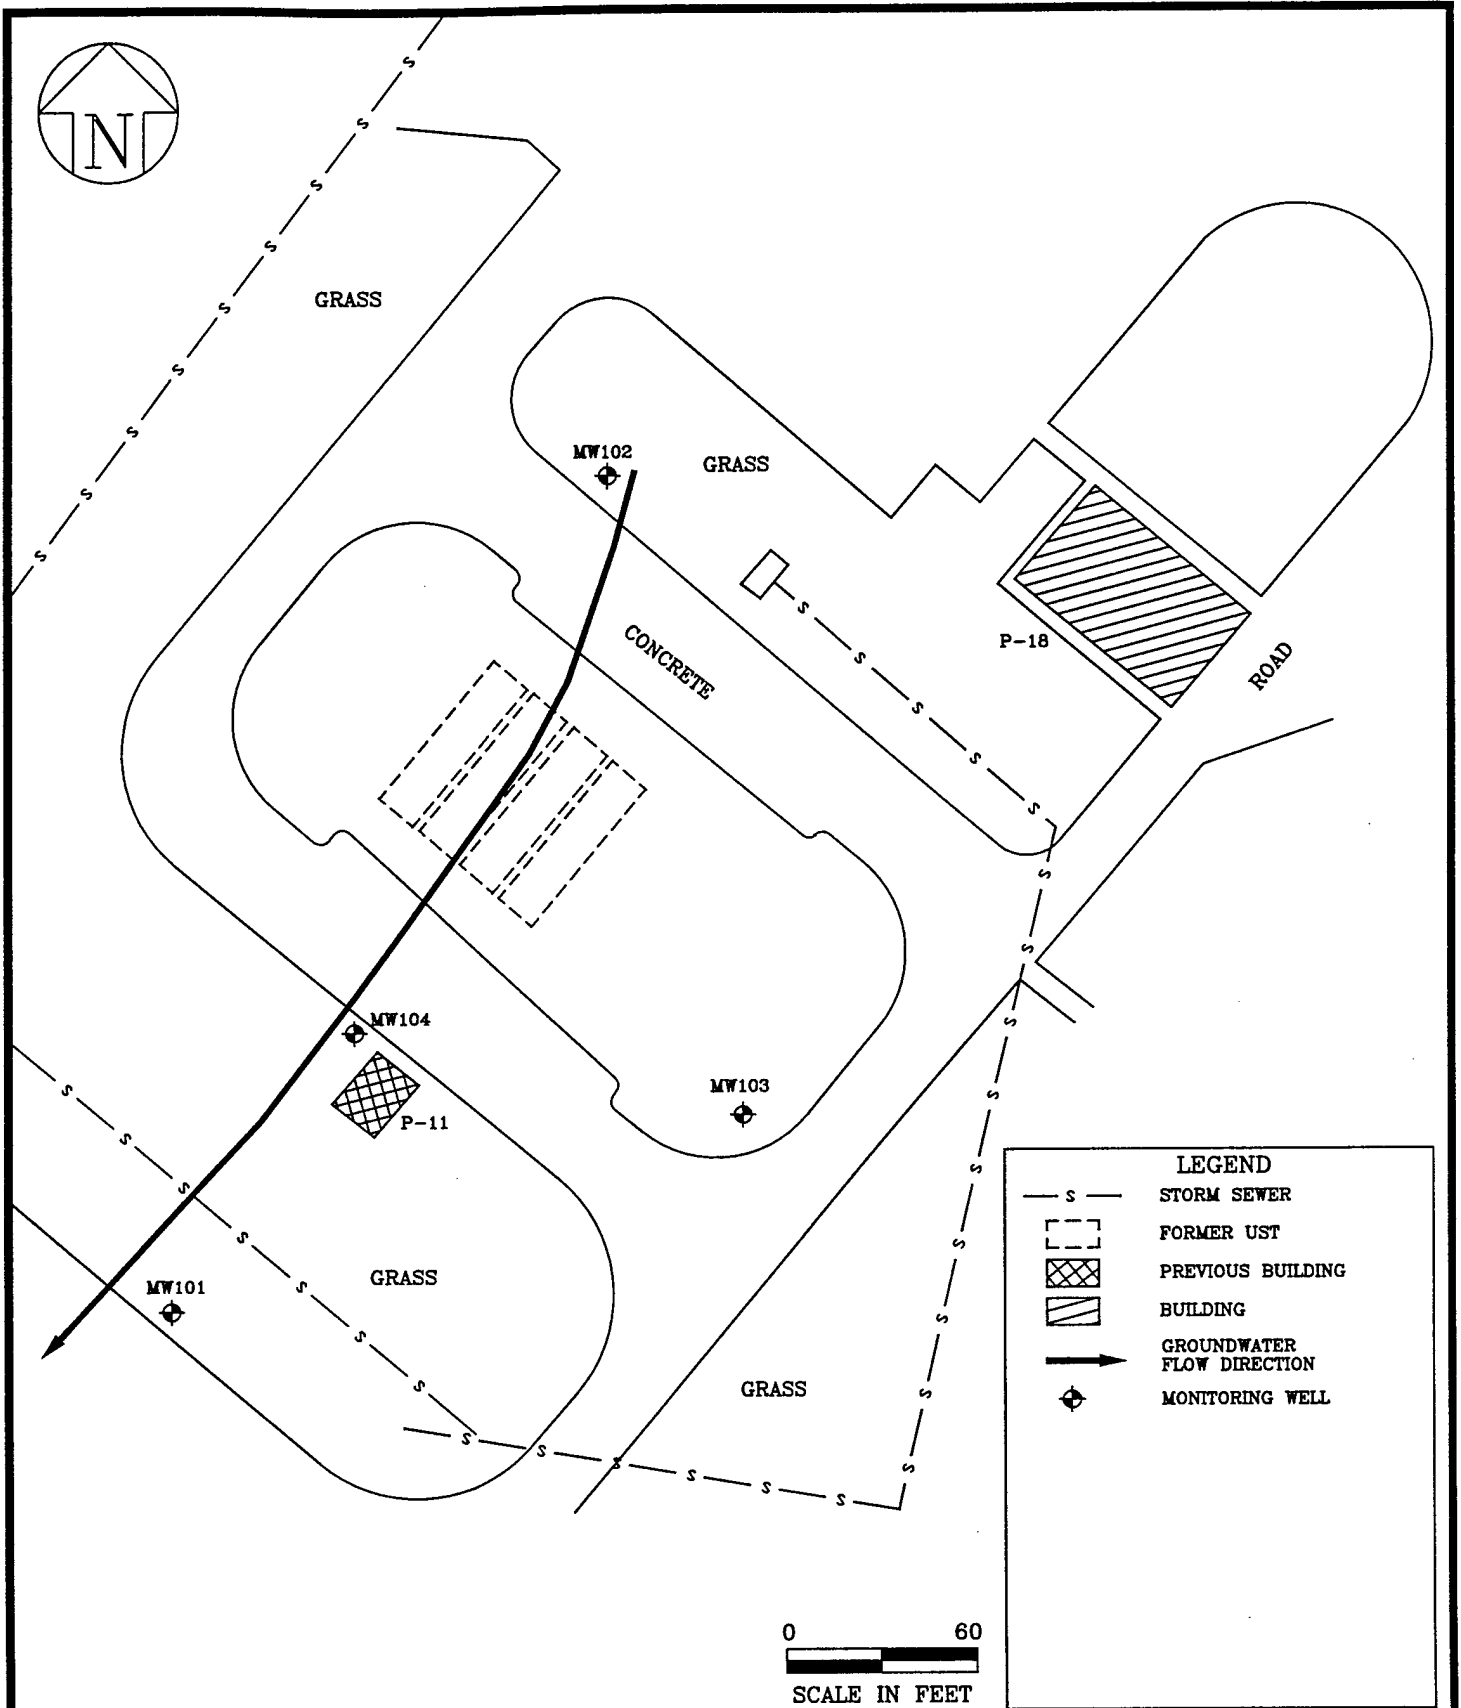 N
GRASS
MW102
GRASS
CONCRETE
P-18
ROAD
MW104
P-11
MW103
MW101
GRASS
GRASS
LEGEND
S STORM SEWER
FORMER UST
PREVIOUS BUILDING
BUILDING
GROUNDWATER
FLOW DIRECTION
MONITORING WELL
0 60
SCALE IN FEET